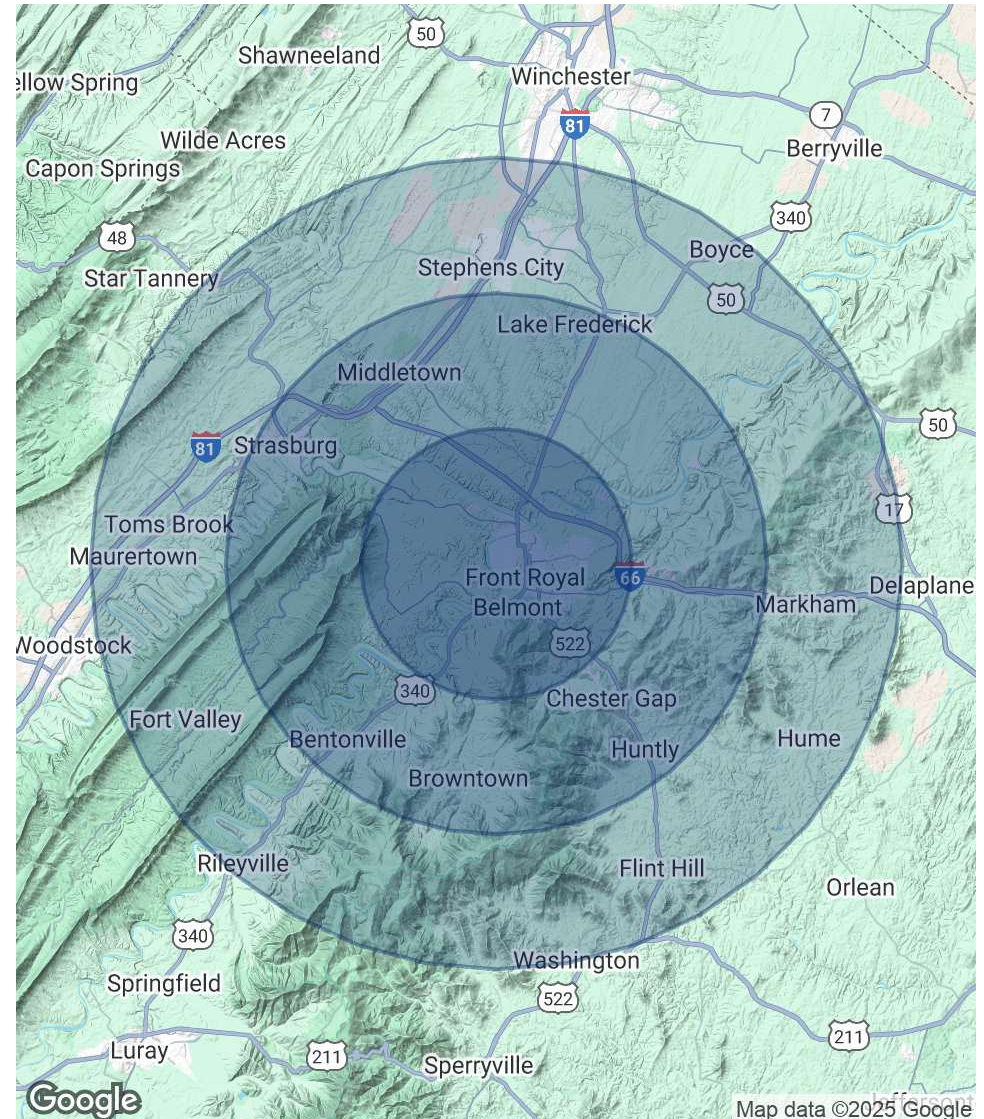 50
Shawneeland
Winchester
ellow Spring
7
81
Wilde Acres
Berryville
Capon Springs
340
48
Boyce
Stephens City
Star Tannery
50
Lake Frederick
Middletown
50
81
Strasburg
17
Toms Brook
Maurertown
Front Royal
66
Delaplane
Belmont
Markham
Woodstock
522
340
Chester Gap
Fort Valley
Bentonville
Huntly
Hume
Browntown
Rileyville
Flint Hill
Orlean
340
Washington
Springfield
522
211
Luray
211
Sperryville
Google
Jeffersont
Map data ©2025 Google